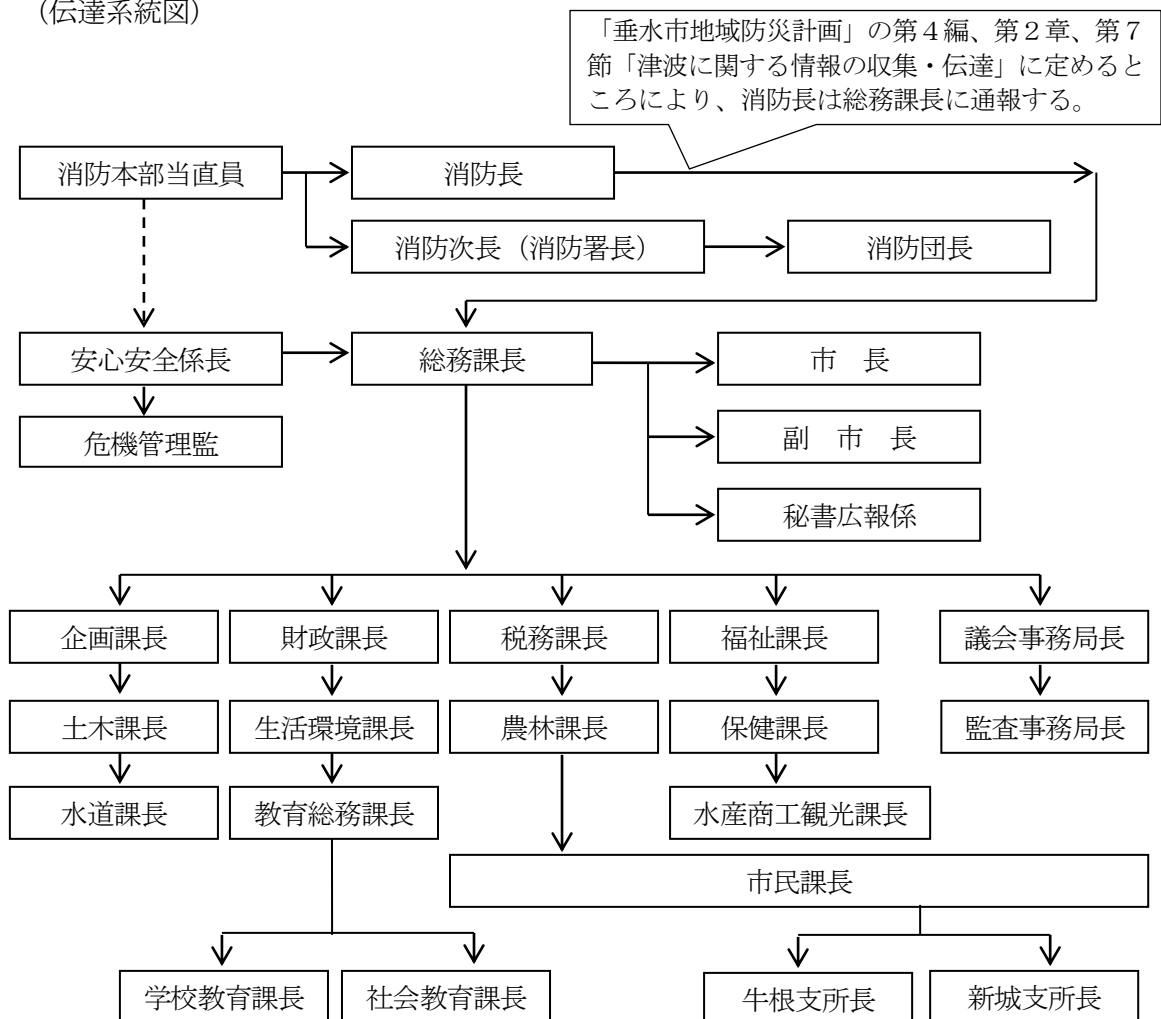 （伝達系統図）
「垂水市地域防災計画」の第４編、第２章、第７
節「津波に関する情報の収集・伝達」に定めると
ころにより、消防長は総務課長に通報する。
消防本部当直員
消防長
消防次長（消防署長）
消防団長
安心安全係長
総務課長
市　長
危機管理監
副　市　長
秘書広報係
企画課長
財政課長
税務課長
福祉課長
議会事務局長
土木課長
生活環境課長
農林課長
保健課長
監査事務局長
水道課長
教育総務課長
水産商工観光課長
市民課長
学校教育課長
社会教育課長
牛根支所長
新城支所長